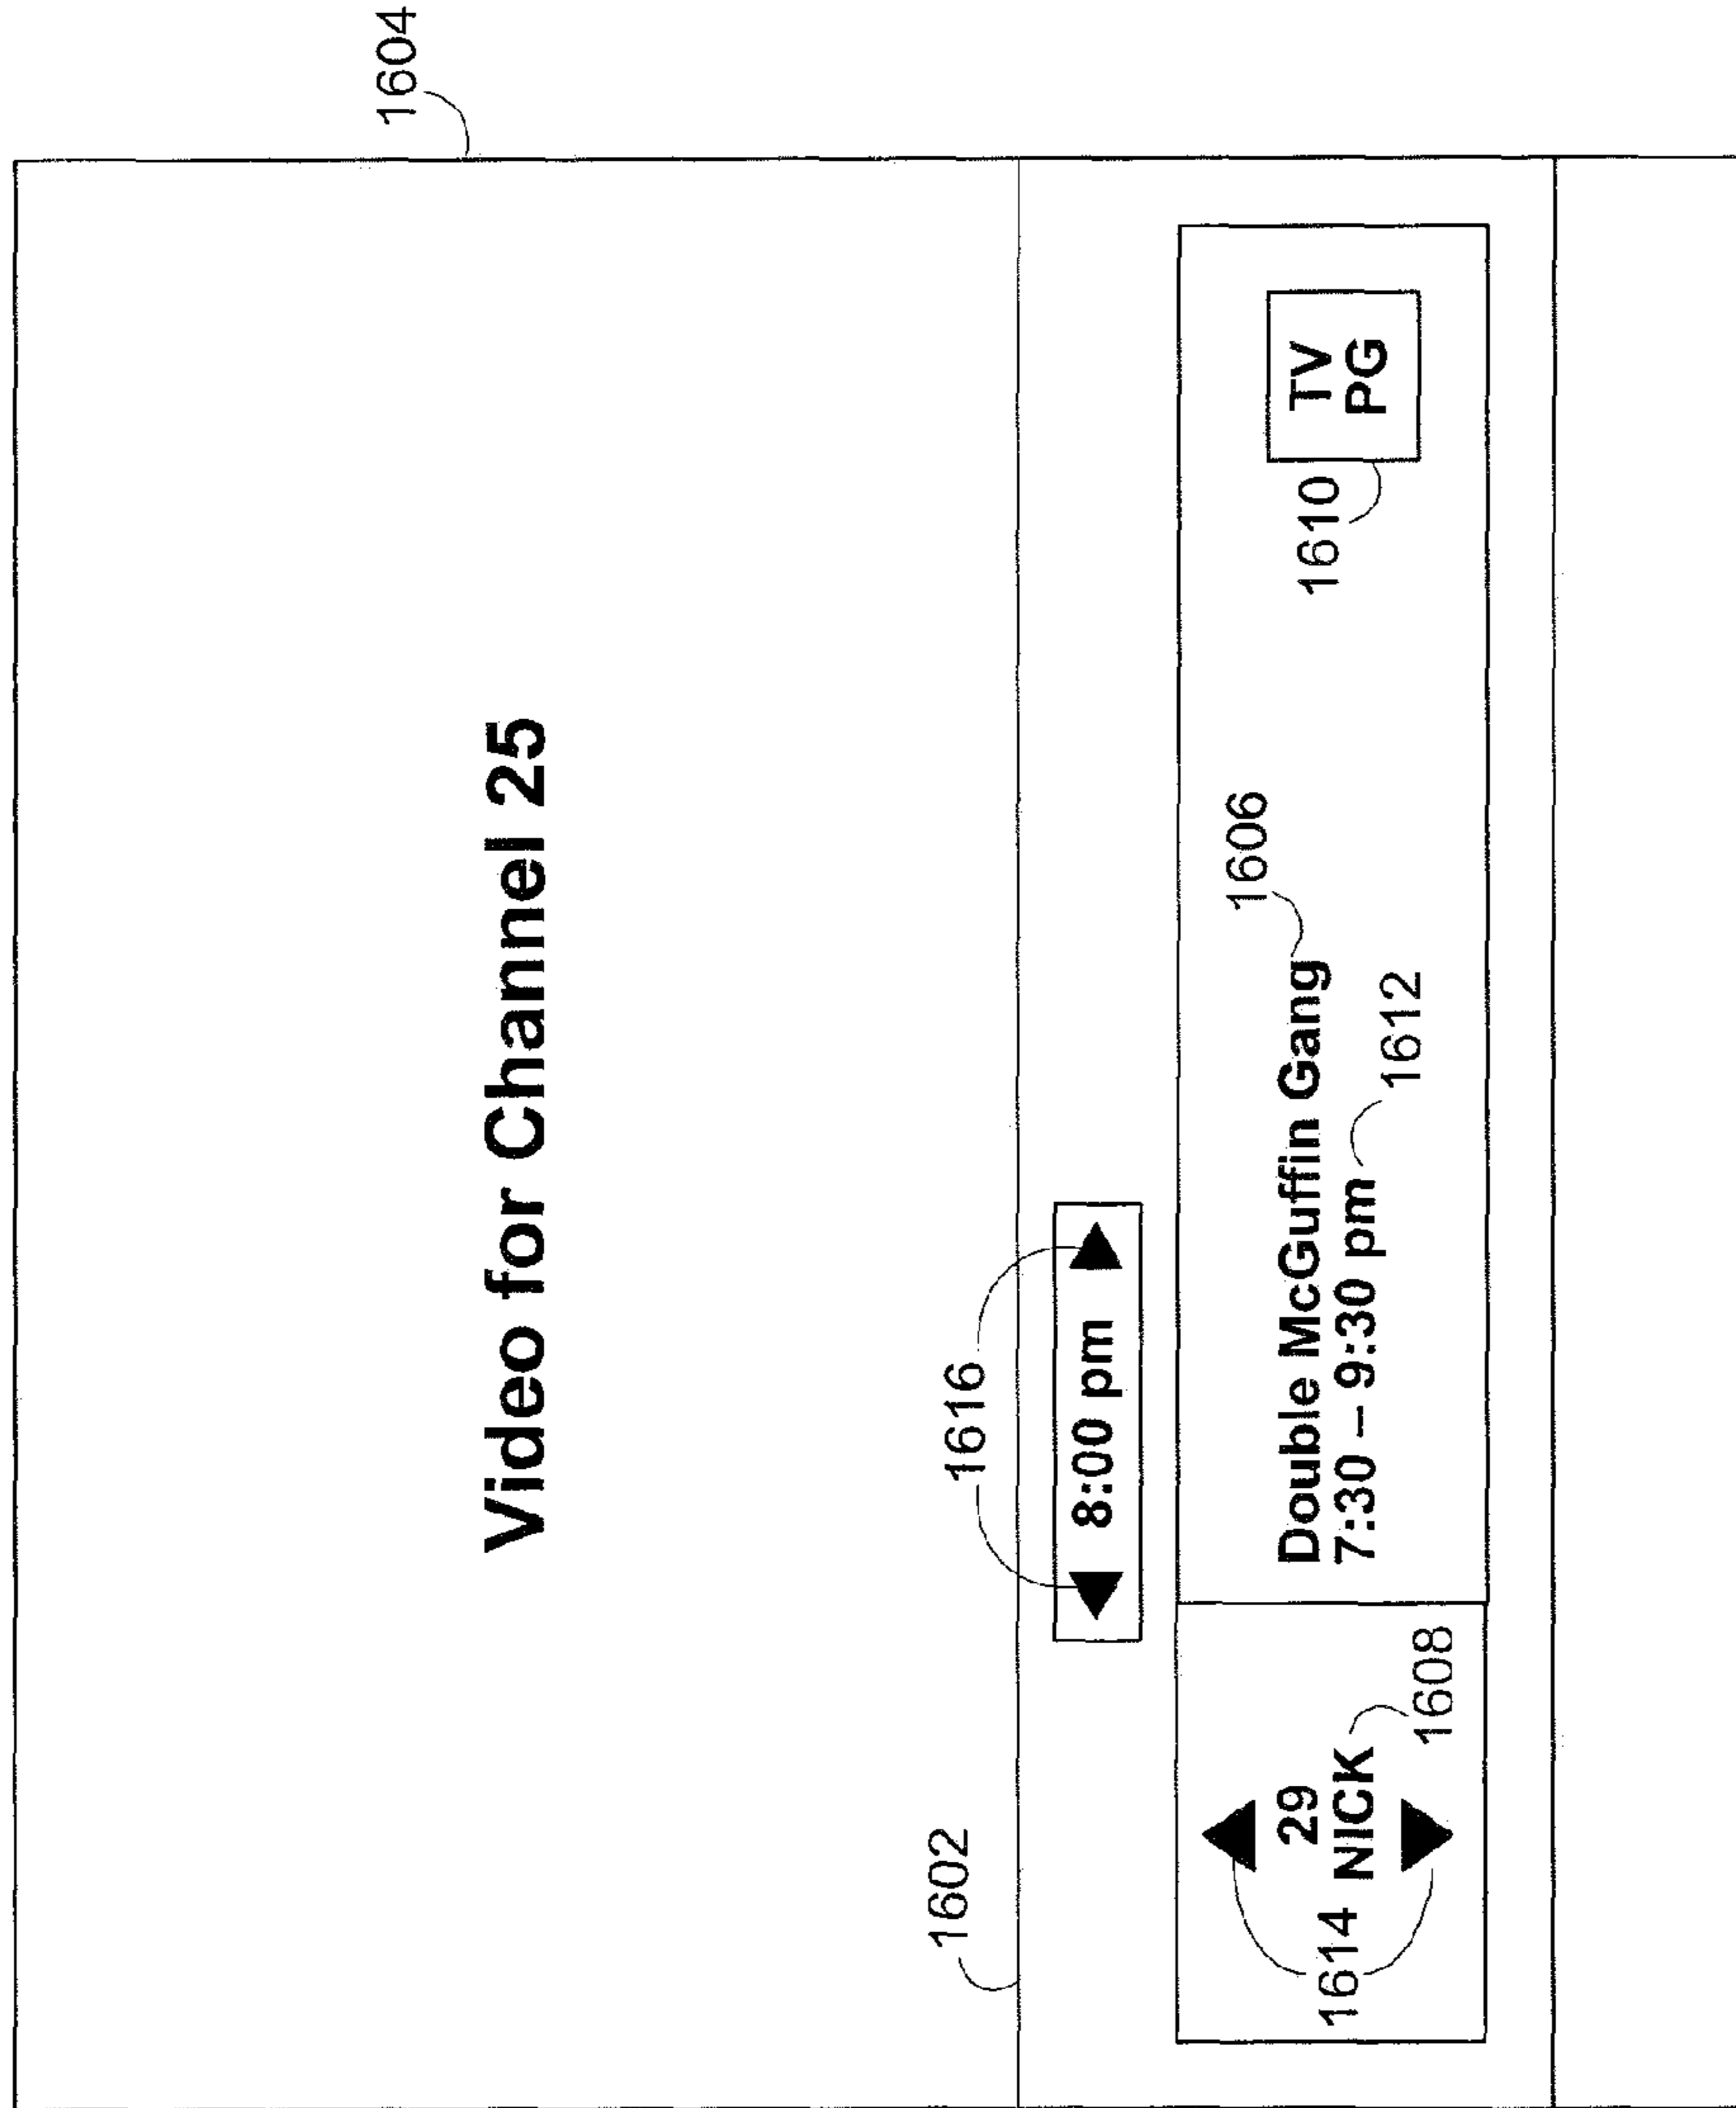 1604
Video for Channel 25
1602
1616
8:00 pm
1614
29
NICK
1608
Double McGuffin Gang
1606
7:30 – 9:30 pm
1612
1610
TV
PG